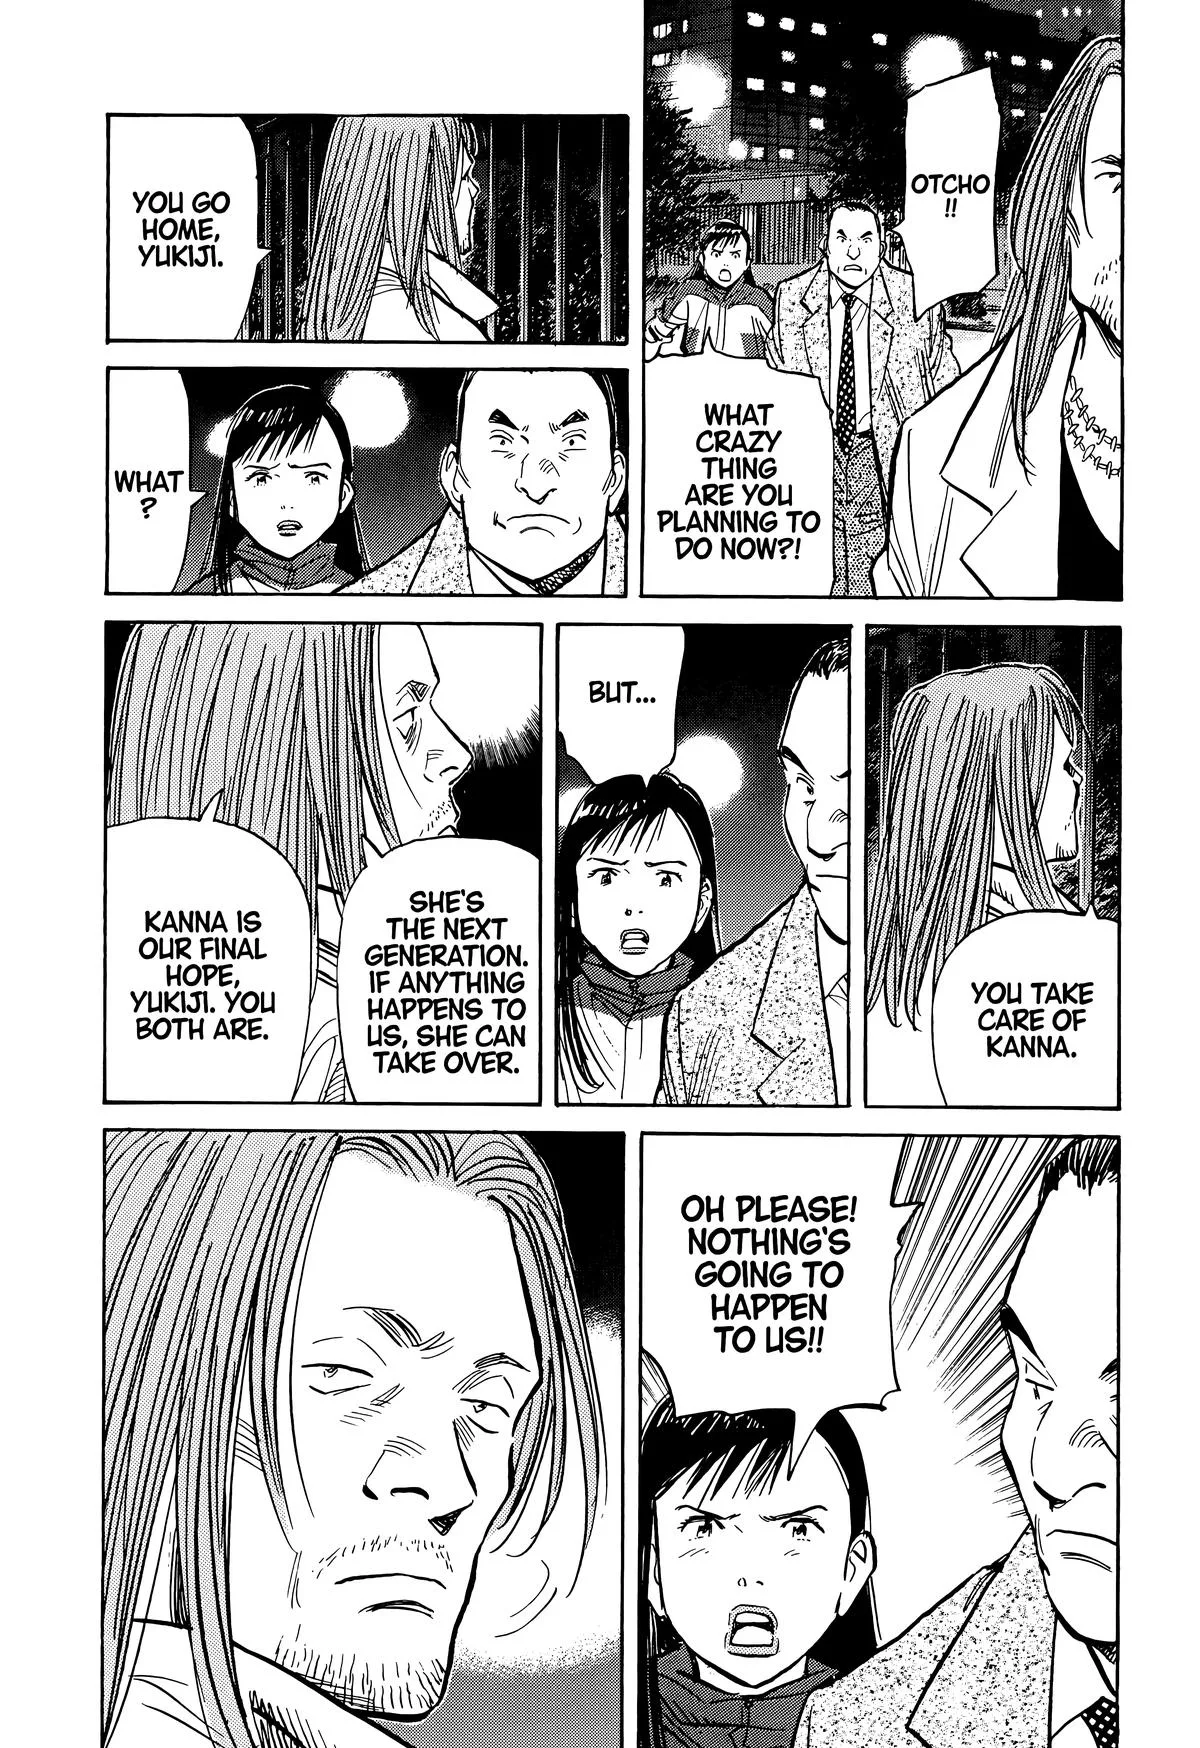 OTCHO
!!
WHAT
CRAZY
THING
ARE YOU
PLANNING TO
DO NOW?!
YOU GO
HOME,
YUKIJI.
WHAT
?
YOU TAKE
CARE OF
KANNA.
BUT...
SHE'S
THE NEXT
GENERATION.
IF ANYTHING
HAPPENS TO
US, SHE CAN
TAKE OVER.
KANNA IS
OUR FINAL
HOPE,
YUKIJI. YOU
BOTH ARE.
OH PLEASE!
NOTHING'S
GOING TO
HAPPEN
TO US!!